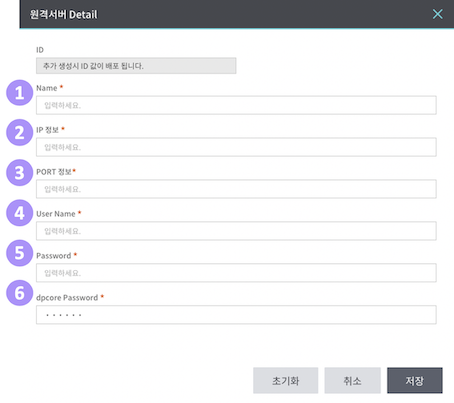 원격서버 Detail
ID
추가 생성시 ID 값이 배포 됩니다.
1
Name *
입력하세요.
2
IP 정보 *
입력하세요.
3
PORT 정보*
입력하세요.
4
User Name *
입력하세요.
5
Password *
입력하세요.
6
dpcore Password *
••••••
초기화 취소 저장